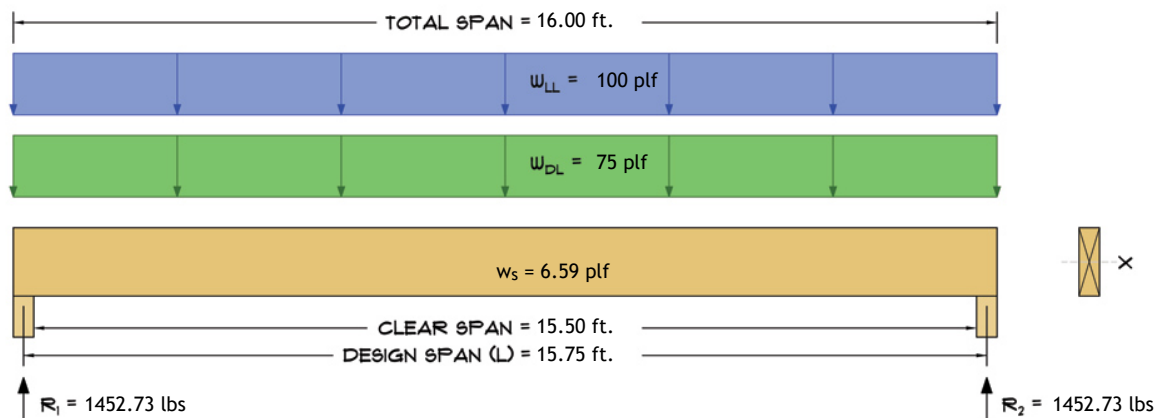 TOTAL SPAN = 16.00 ft.
wLL = 100 plf
wDL = 75 plf
ws = 6.59 plf
X
CLEAR SPAN = 15.50 ft.
DESIGN SPAN (L) = 15.75 ft.
R1 = 1452.73 lbs
R2 = 1452.73 lbs